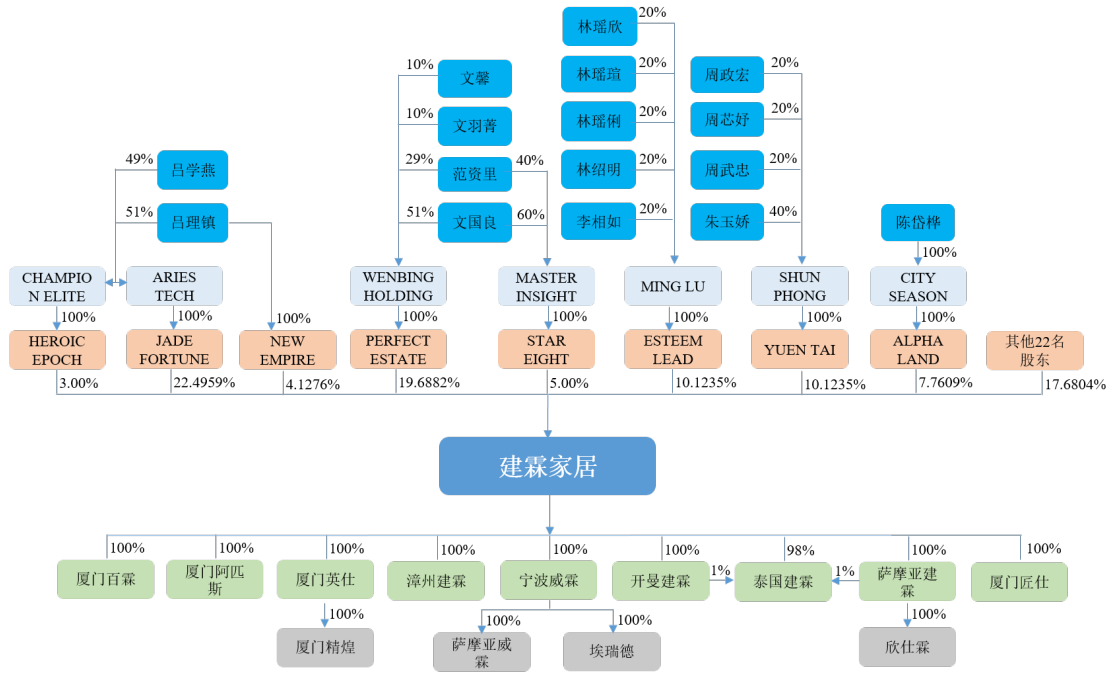 林瑶欣
20%
10%
文馨
林瑶瑄
20%
周政宏
20%
10%
文羽菁
林瑶俐
20%
周芯妤
20%
49%
吕学燕
29%
范资里
40%
林绍明
20%
周武忠
20%
51%
吕理镇
51%
文国良
60%
李相如
20%
朱玉娇
40%
陈岱桦
100%
CHAMPIO
N ELITE
ARIES
TECH
WENBING
HOLDING
MASTER
INSIGHT
MING LU
SHUN
PHONG
CITY
SEASON
100%
100%
100%
100%
100%
100%
100%
100%
HEROIC
EPOCH
JADE
FORTUNE
NEW
EMPIRE
PERFECT
ESTATE
STAR
EIGHT
ESTEEM
LEAD
YUEN TAI
ALPHA
LAND
其他22名
股东
3.00%
22.4959%
4.1276%
19.6882%
5.00%
10.1235%
10.1235%
7.7609%
17.6804%
建霖家居
100%
100%
100%
100%
100%
100%
98%
100%
100%
厦门百霖
厦门阿匹
斯
厦门英仕
漳州建霖
宁波威霖
开曼建霖
1%
泰国建霖
1%
萨摩亚建
霖
厦门匠仕
100%
100%
100%
100%
厦门精煌
萨摩亚威
霖
埃瑞德
欣仕霖